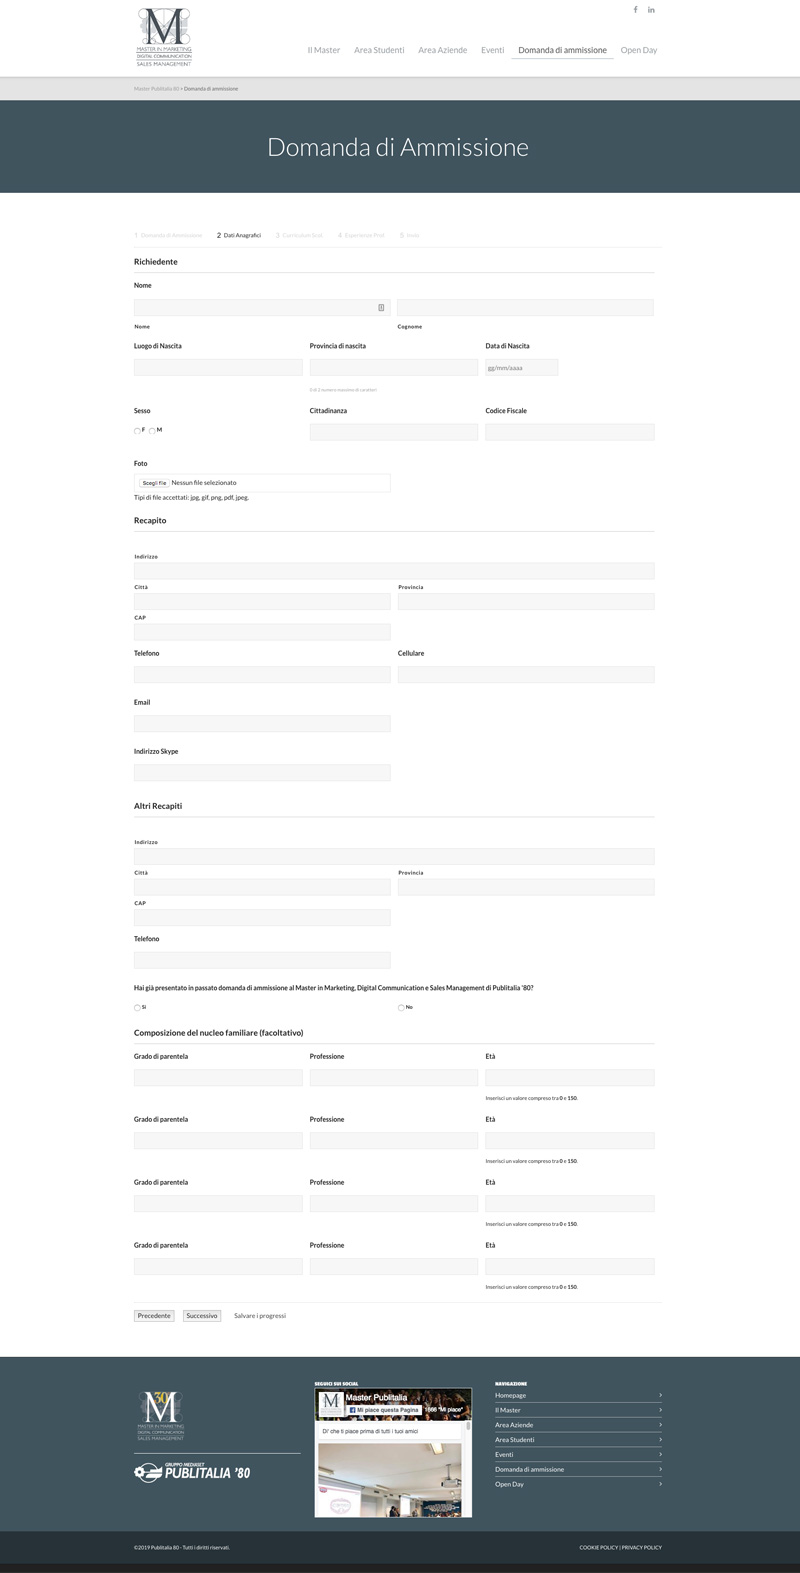 M
MASTER IN MARKETING
DIGITAL COMMUNICATION
SALES MANAGEMENT
Il Master Area Studenti Area Aziende Eventi Domanda di ammissione Open Day
Master Publitalia 80 > Domanda di ammissione
Domanda di Ammissione
1 Domanda di Ammissione 2 Dati Anagrafici 3 Curriculum Stdi 4 Esperienze Prof. 5 Invio
Richiedente
Nome
Nome Cognome
Luogo di Nascita Provincia di nascita Data di Nascita
gg/mm/aaaa
0 di 2 numero massimo di caratteri
Sesso Cittadinanza Codice Fiscale
F M
Foto
Scegli file Nessun file selezionato
Tipi di file accettati: jpg, gif, png, pdf, jpeg.
Recapito
Indirizzo
Città Provincia
CAP
Telefono Cellulare
Email
Indirizzo Skype
Altri Recapiti
Indirizzo
Città Provincia
CAP
Telefono
Hai già presentato in passato domanda di ammissione al Master in Marketing, Digital Communication e Sales Management di Publitalia '80?
Si No
Composizione del nucleo familiare (facoltativo)
Grado di parentela Professione Età
Inserisci un valore compreso tra 0 e 150.
Grado di parentela Professione Età
Inserisci un valore compreso tra 0 e 150.
Grado di parentela Professione Età
Inserisci un valore compreso tra 0 e 150.
Grado di parentela Professione Età
Inserisci un valore compreso tra 0 e 150.
Precedente Successivo Salvare i progressi
30
M
MASTER IN MARKETING
DIGITAL COMMUNICATION
SALES MANAGEMENT
GRUPPO MEDIASET
PUBLITALIA '80
SEGUICI SUI SOCIAL
Master Publitalia
Mi piace questa Pagina 1666 "Mi piace"
Di' che ti piace prima di tutti i tuoi amici
NAVIGAZIONE
Homepage
Il Master
Area Aziende
Area Studenti
Eventi
Domanda di ammissione
Open Day
©2019 Publitalia 80 - Tutti i diritti riservati.
COOKIE POLICY | PRIVACY POLICY